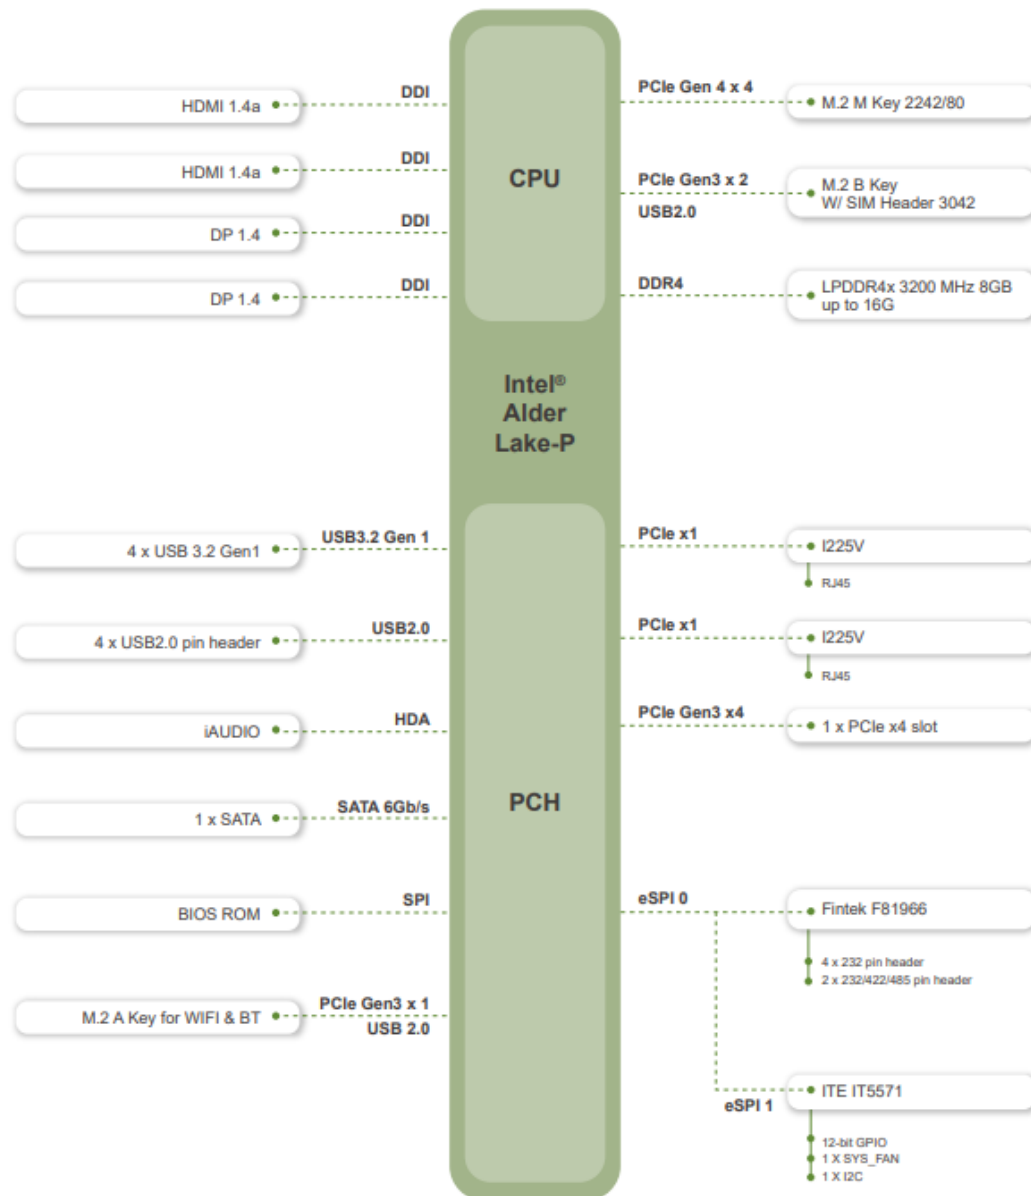 DDI
HDMI 1.4a
DDI
HDMI 1.4a
DDI
DP 1.4
DDI
DP 1.4
CPU
PCIe Gen 4 x 4
M.2 M Key 2242/80
PCIe Gen3 x 2
USB2.0
M.2 B Key
W/ SIM Header 3042
DDR4
LPDDR4x 3200 MHz 8GB
up to 16G
Intel®
Alder
Lake-P
USB3.2 Gen 1
4 x USB 3.2 Gen1
USB2.0
4 x USB2.0 pin header
HDA
iAUDIO
SATA 6Gb/s
1 x SATA
SPI
BIOS ROM
PCIe Gen3 x 1
USB 2.0
M.2 A Key for WIFI & BT
PCH
PCIe x1
I225V
RJ45
PCIe x1
I225V
RJ45
PCIe Gen3 x4
1 x PCIe x4 slot
eSPI 0
Fintek F81966
4 x 232 pin header
2 x 232/422/485 pin header
eSPI 1
ITE IT5571
12-bit GPIO
1 X SYS_FAN
1 X I2C